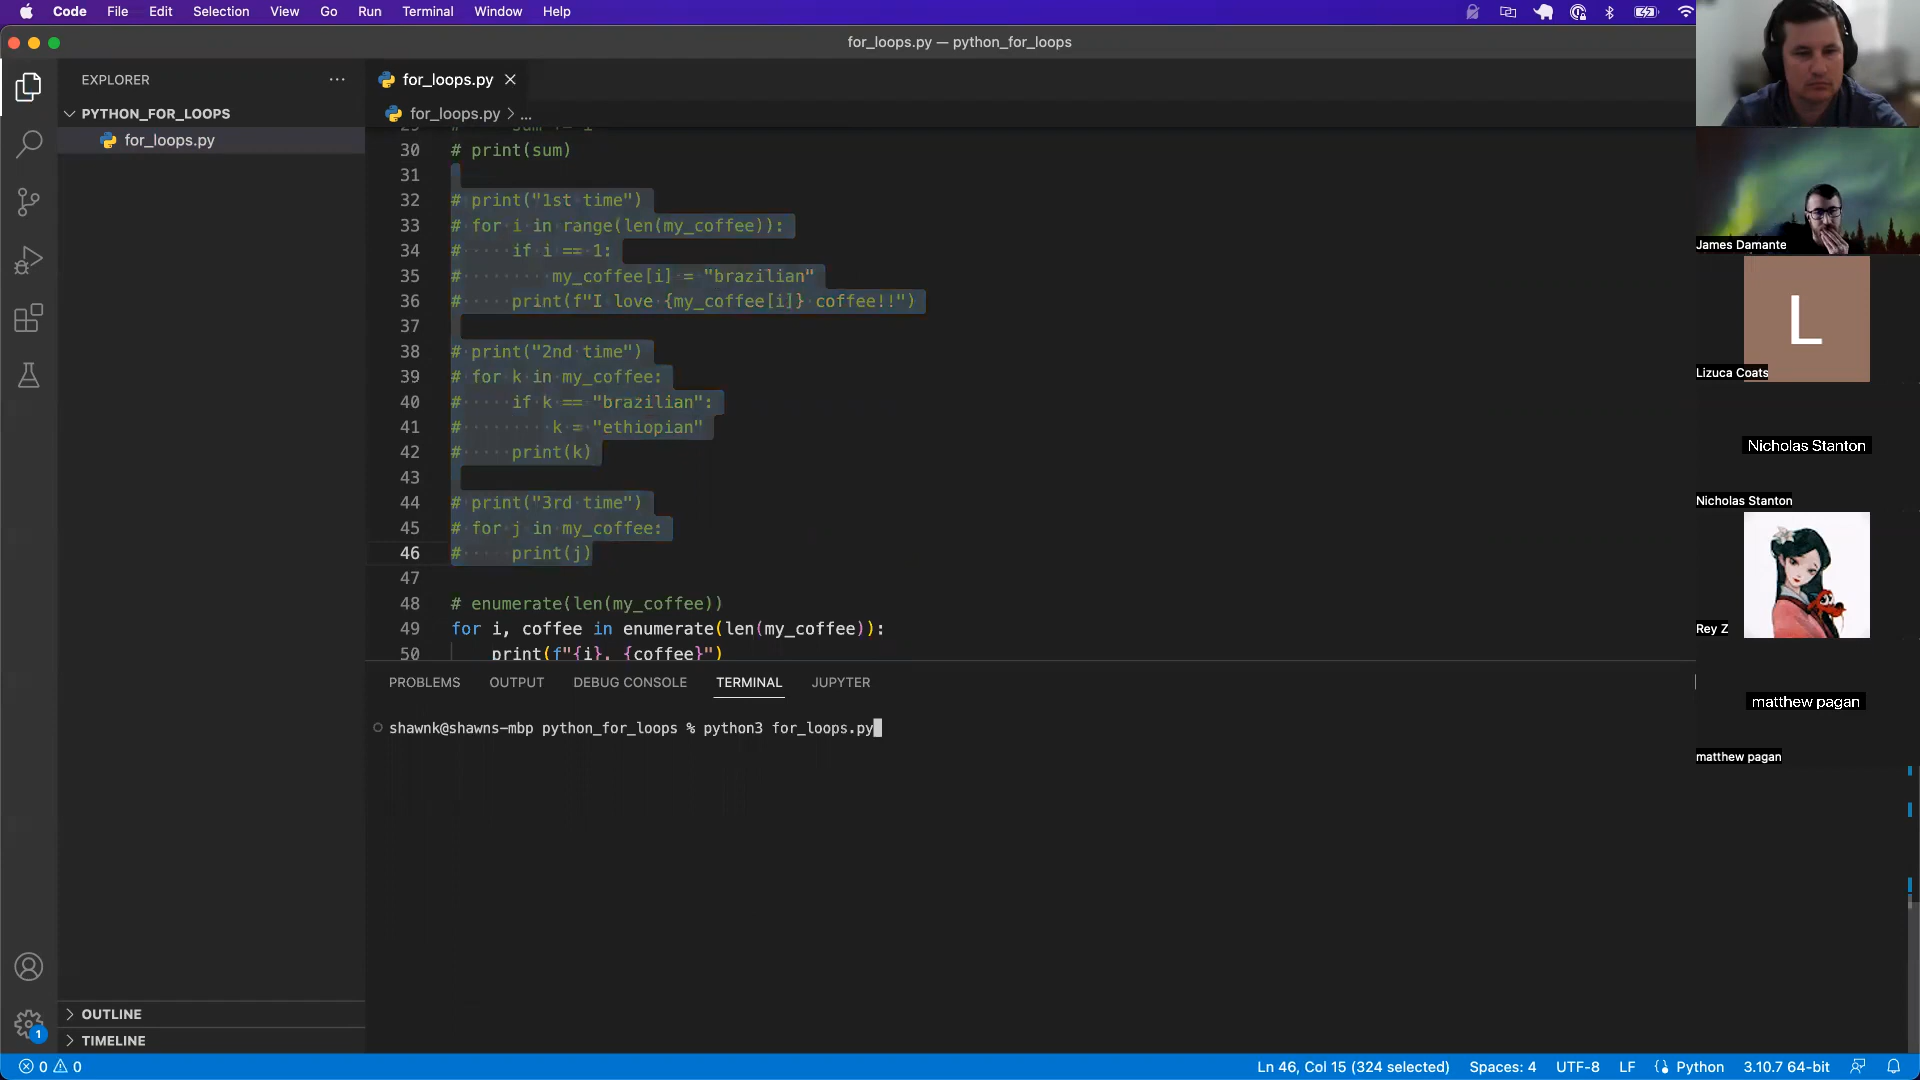 Code File Edit Selection View Go Run Terminal Window Help
for_loops.py — python_for_loops
EXPLORER
PYTHON_FOR_LOOPS
for_loops.py
for_loops.py
for_loops.py > ...
30 # print(sum)
31
32 # print("1st time")
33 # for i in range(len(my_coffee)):
34 #     if i == 1:
35 #         my_coffee[i] = "brazilian"
36 #     print(f"I love {my_coffee[i]} coffee!!")
37
38 # print("2nd time")
39 # for k in my_coffee:
40 #     if k == "brazilian":
41 #         k = "ethiopian"
42 #     print(k)
43
44 # print("3rd time")
45 # for j in my_coffee:
46 #     print(j)
47
48 # enumerate(len(my_coffee))
49 for i, coffee in enumerate(len(my_coffee)):
50     print(f"{i}. {coffee}")
PROBLEMS OUTPUT DEBUG CONSOLE TERMINAL JUPYTER
shawnk@shawns-mbp python_for_loops % python3 for_loops.py
OUTLINE
TIMELINE
1
0 0
Ln 46, Col 15 (324 selected) Spaces: 4 UTF-8 LF Python 3.10.7 64-bit
James Damante
L
Lizuca Coats
Nicholas Stanton
Nicholas Stanton
Rey Z
matthew pagan
matthew pagan